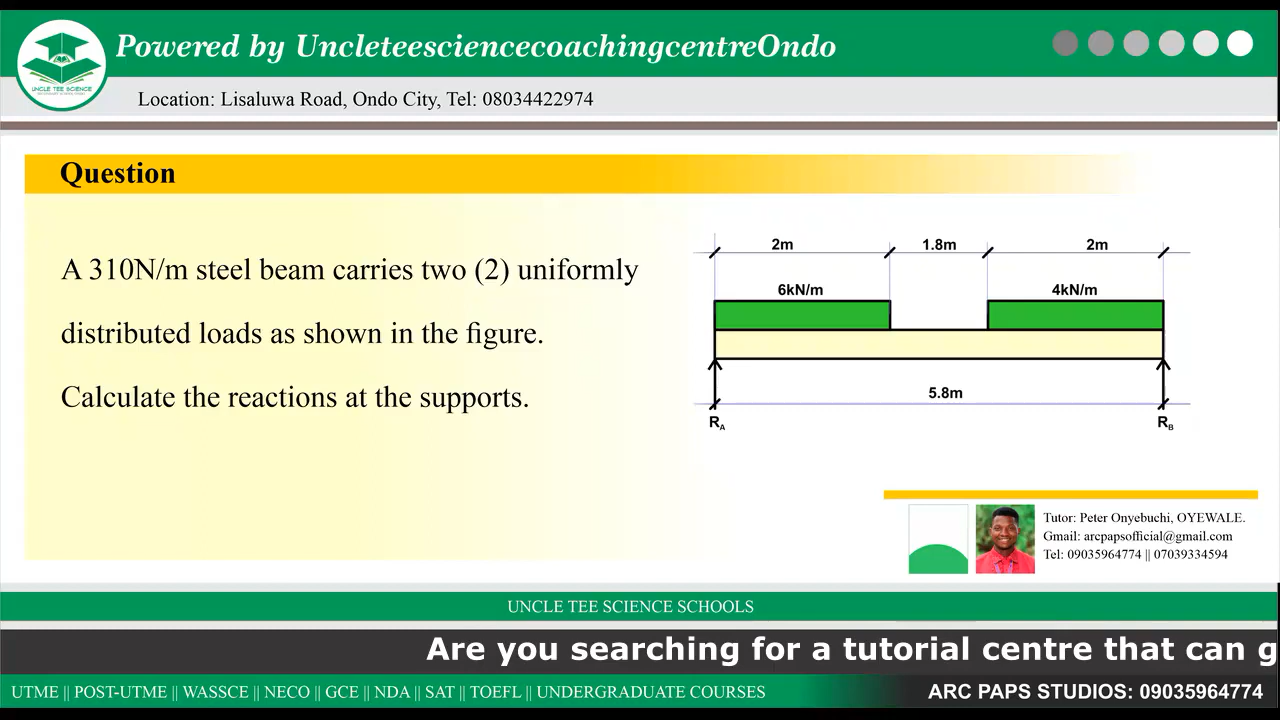 Powered by UncleteesciencecoachingcentreOndo
UNCLE TEE SCIENCE
Location: Lisaluwa Road, Ondo City, Tel: 08034422974
Question
A 310N/m steel beam carries two (2) uniformly
distributed loads as shown in the figure.
Calculate the reactions at the supports.
2m 1.8m 2m
6kN/m 4kN/m
5.8m
RA RB
Tutor: Peter Onyebuchi, OYEWALE.
Gmail: arcpapsofficial@gmail.com
Tel: 09035964774 || 07039334594
UNCLE TEE SCIENCE SCHOOLS
Are you searching for a tutorial centre that can g
UTME || POST-UTME || WASSCE || NECO || GCE || NDA || SAT || TOEFL || UNDERGRADUATE COURSES
ARC PAPS STUDIOS: 09035964774